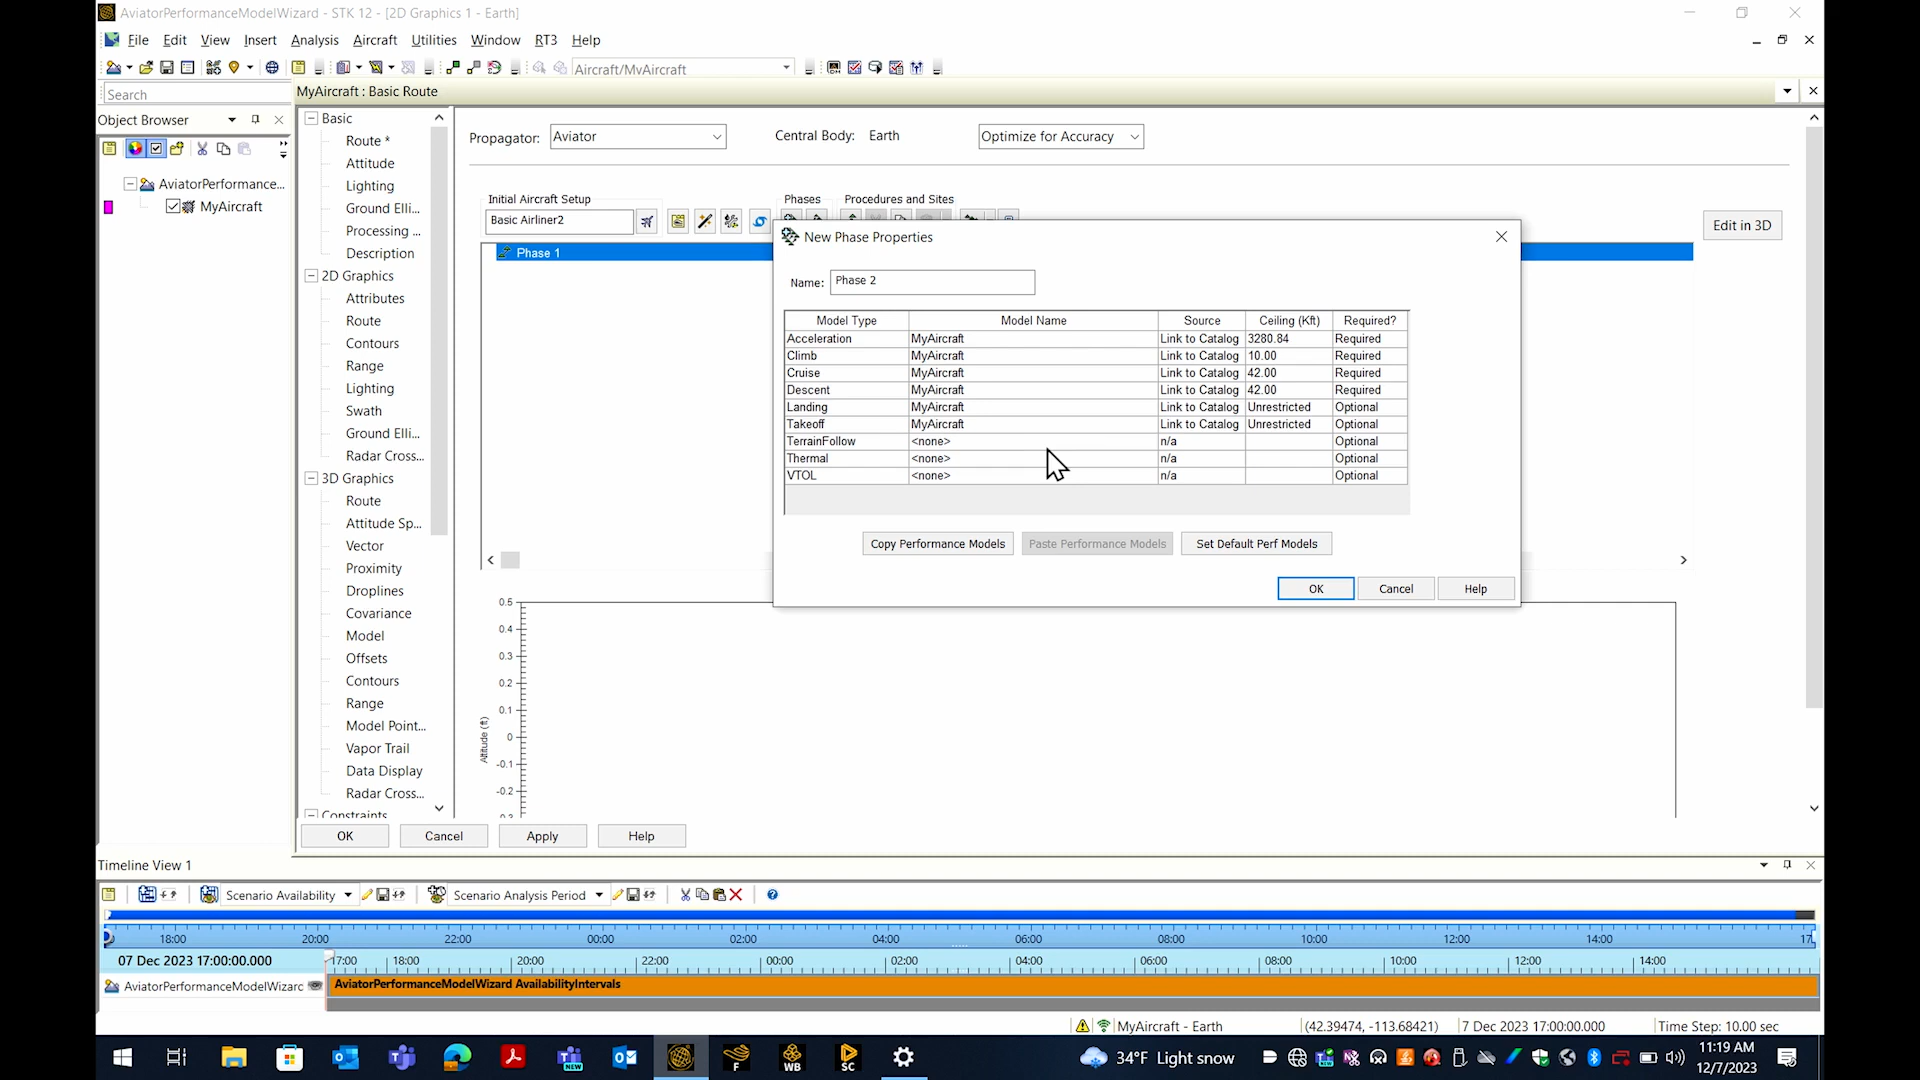 AviatorPerformanceModelWizard - STK 12 - [2D Graphics 1 - Earth]
File Edit View Insert Analysis Aircraft Utilities Window RT3 Help
Aircraft/MyAircraft
Search
MyAircraft : Basic Route
Object Browser
AviatorPerformance...
MyAircraft
Basic
Route *
Attitude
Lighting
Ground Elli...
Processing ...
Description
2D Graphics
Attributes
Route
Contours
Range
Lighting
Swath
Ground Elli...
Radar Cross...
3D Graphics
Route
Attitude Sp...
Vector
Proximity
Droplines
Covariance
Model
Offsets
Contours
Range
Model Point...
Vapor Trail
Data Display
Radar Cross...
Constraints
Propagator: Aviator Central Body: Earth Optimize for Accuracy
Initial Aircraft Setup Phases Procedures and Sites
Basic Airliner2
Edit in 3D
Phase 1
New Phase Properties
Name: Phase 2
Model Type Model Name Source Ceiling (Kft) Required?
Acceleration MyAircraft Link to Catalog 3280.84 Required
Climb MyAircraft Link to Catalog 10.00 Required
Cruise MyAircraft Link to Catalog 42.00 Required
Descent MyAircraft Link to Catalog 42.00 Required
Landing MyAircraft Link to Catalog Unrestricted Optional
Takeoff MyAircraft Link to Catalog Unrestricted Optional
TerrainFollow <none> n/a Optional
Thermal <none> n/a Optional
VTOL <none> n/a Optional
Copy Performance Models Paste Performance Models Set Default Perf Models
OK Cancel Help
Altitude (ft)
0.5
0.4
0.3
0.2
0.1
0
-0.1
-0.2
OK Cancel Apply Help
Timeline View 1
Scenario Availability Scenario Analysis Period
18:00 20:00 22:00 00:00 02:00 04:00 06:00 08:00 10:00 12:00 14:00 17:
07 Dec 2023 17:00:00.000 17:00 18:00 20:00 22:00 00:00 02:00 04:00 06:00 08:00 10:00 12:00 14:00
AviatorPerformanceModelWizarc AviatorPerformanceModelWizard AvailabilityIntervals
MyAircraft - Earth (42.39474, -113.68421) 7 Dec 2023 17:00:00.000 Time Step: 10.00 sec
NEW F WB SC 34°F Light snow 11:19 AM
12/7/2023